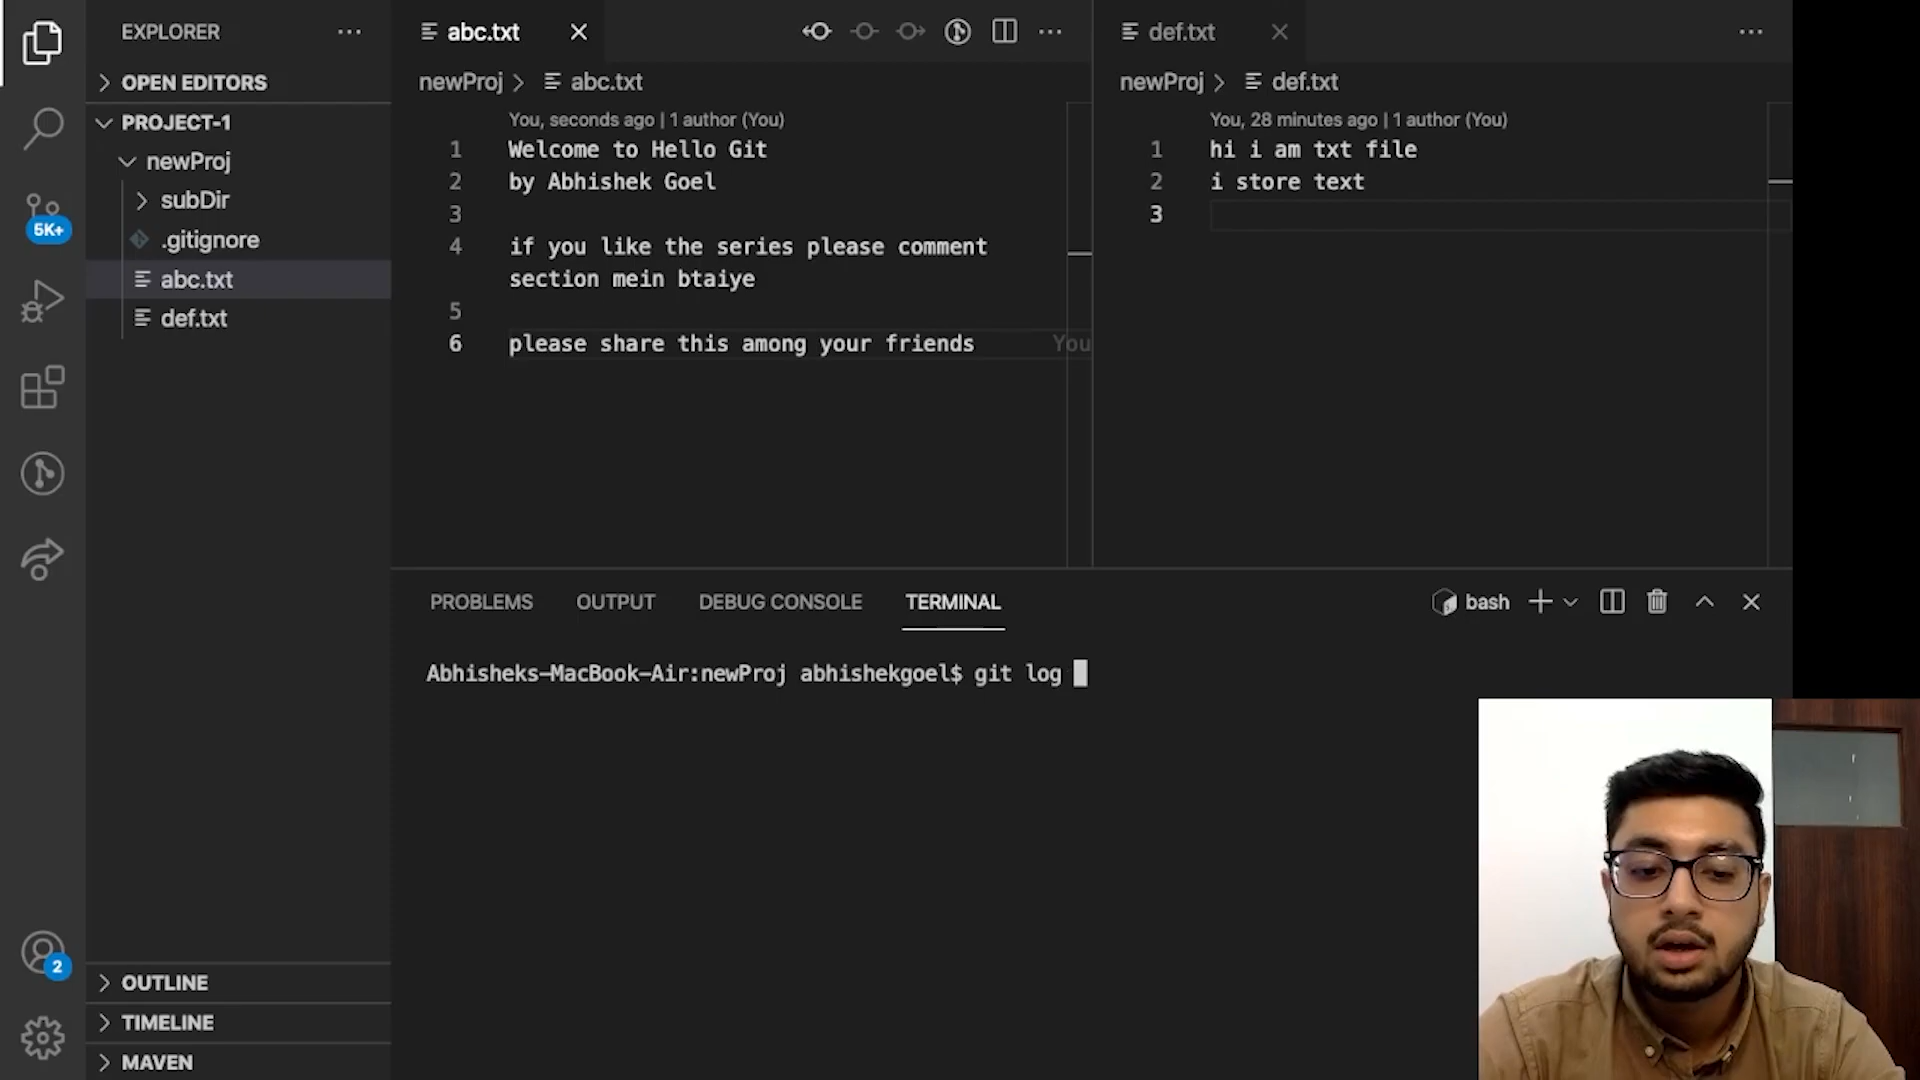 EXPLORER
OPEN EDITORS
PROJECT-1
newProj
subDir
.gitignore
abc.txt
def.txt
OUTLINE
TIMELINE
MAVEN
5K+
2
abc.txt
newProj > abc.txt
You, seconds ago | 1 author (You)
1 Welcome to Hello Git
2 by Abhishek Goel
3
4 if you like the series please comment
section mein btaiye
5
6 please share this among your friends You
def.txt
newProj > def.txt
You, 28 minutes ago | 1 author (You)
1 hi i am txt file
2 i store text
3
PROBLEMS OUTPUT DEBUG CONSOLE TERMINAL
bash
Abhisheks-MacBook-Air:newProj abhishekgoel$ git log